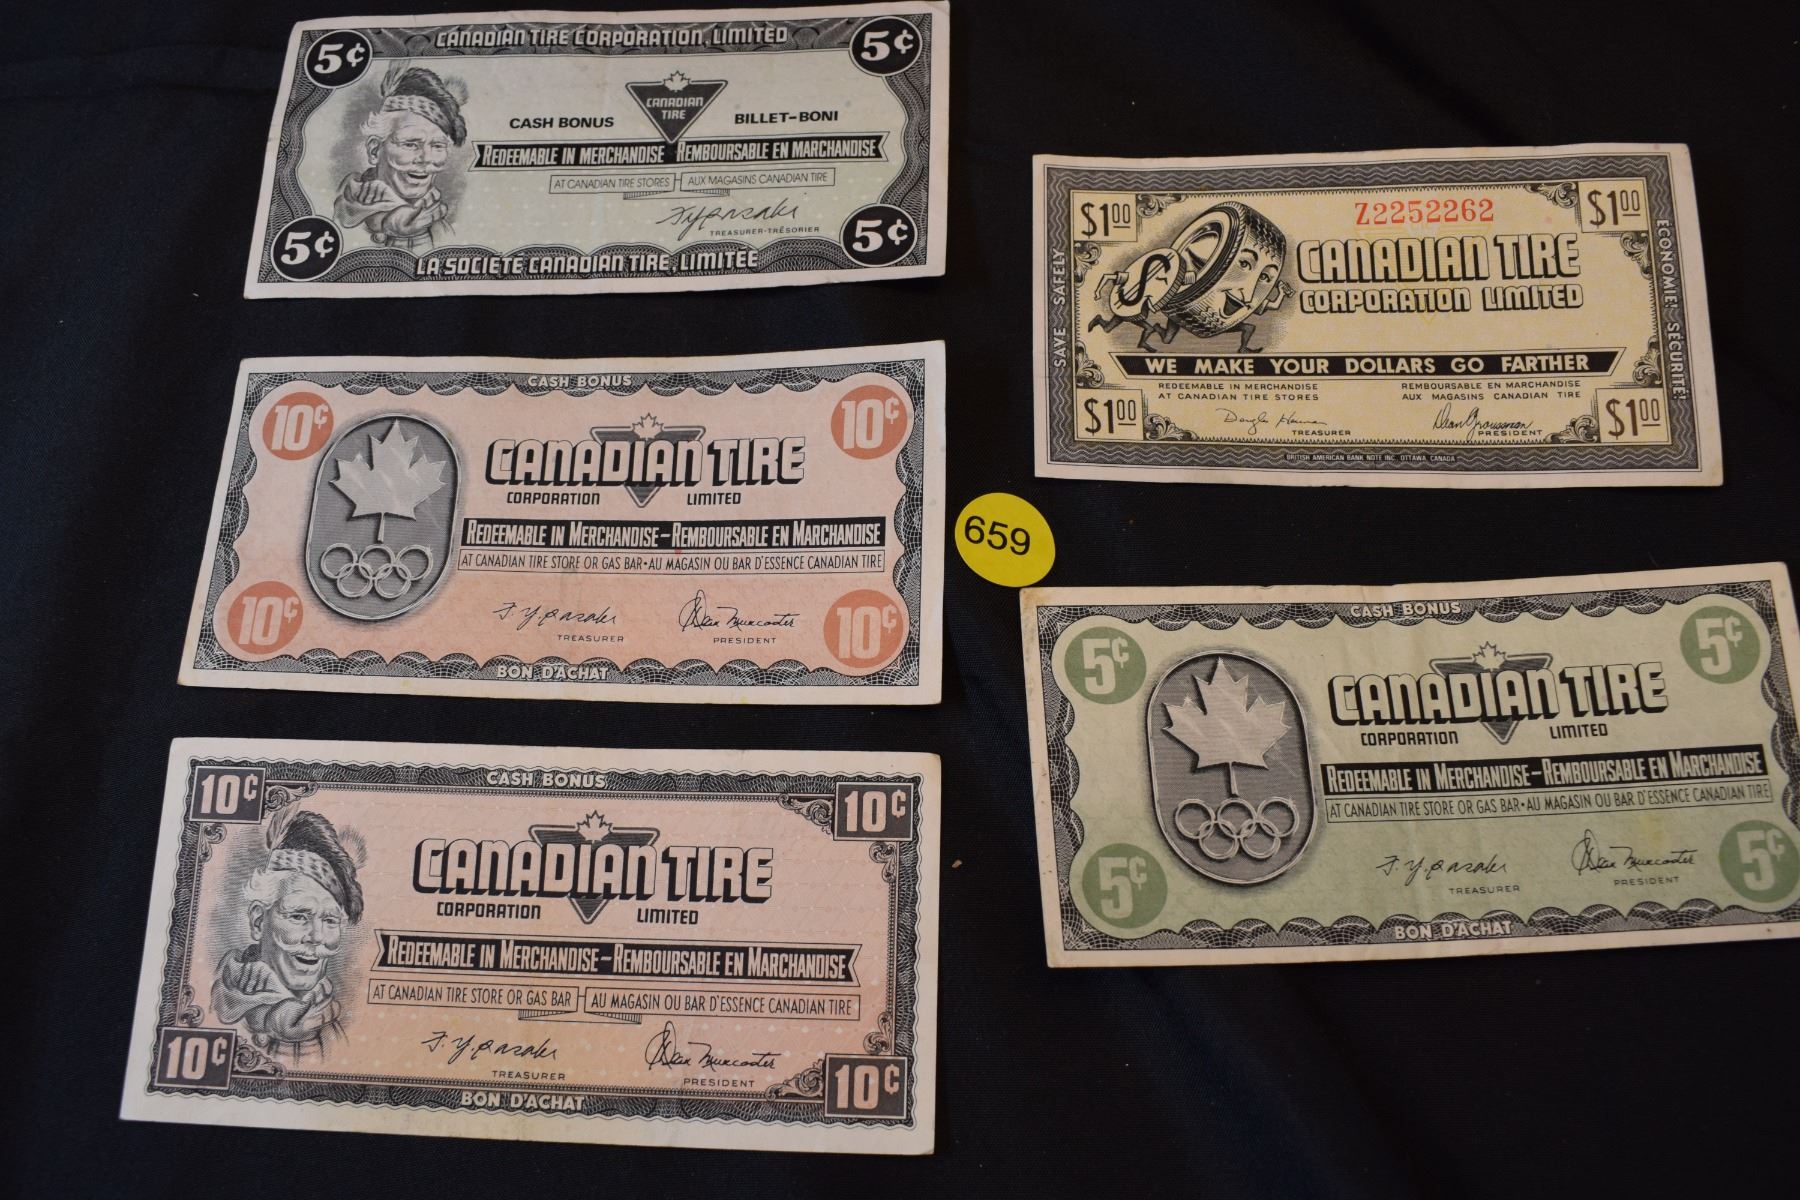 5¢ CANADIAN TIRE CORPORATION, LIMITED 5¢
CANADIAN
TIRE
CASH BONUS BILLET-BONI
REDEEMABLE IN MERCHANDISE REMBOURSABLE EN MARCHANDISE
AT CANADIAN TIRE STORES AUX MAGASINS CANADIAN TIRE
TREASURER-TRÉSORIER
5¢ LA SOCIÉTÉ CANADIAN TIRE, LIMITÉE 5¢
CASH BONUS
10¢ 10¢
CANADIAN TIRE
CORPORATION LIMITED
REDEEMABLE IN MERCHANDISE-REMBOURSABLE EN MARCHANDISE
AT CANADIAN TIRE STORE OR GAS BAR•AU MAGASIN OU BAR D'ESSENCE CANADIAN TIRE
10¢ 10¢
TREASURER PRESIDENT
BON D'ACHAT
10¢ CASH BONUS 10¢
CANADIAN TIRE
CORPORATION LIMITED
REDEEMABLE IN MERCHANDISE-REMBOURSABLE EN MARCHANDISE
AT CANADIAN TIRE STORE OR GAS BAR AU MAGASIN OU BAR D'ESSENCE CANADIAN TIRE
TREASURER PRESIDENT
10¢ BON D'ACHAT 10¢
659
SAVE SAFELY
$1.00 Z2252262 $1.00
CANADIAN TIRE
CORPORATION LIMITED
$
WE MAKE YOUR DOLLARS GO FARTHER
REDEEMABLE IN MERCHANDISE REMBOURSABLE EN MARCHANDISE
AT CANADIAN TIRE STORES AUX MAGASINS CANADIAN TIRE
$1.00 TREASURER PRESIDENT $1.00
BRITISH AMERICAN BANK NOTE INC. OTTAWA, CANADA
ÉCONOMIE! SÉCURITÉ!
CASH BONUS
5¢ 5¢
CANADIAN TIRE
CORPORATION LIMITED
REDEEMABLE IN MERCHANDISE-REMBOURSABLE EN MARCHANDISE
AT CANADIAN TIRE STORE OR GAS BAR•AU MAGASIN OU BAR D'ESSENCE CANADIAN TIRE
5¢ 5¢
TREASURER PRESIDENT
BON D'ACHAT